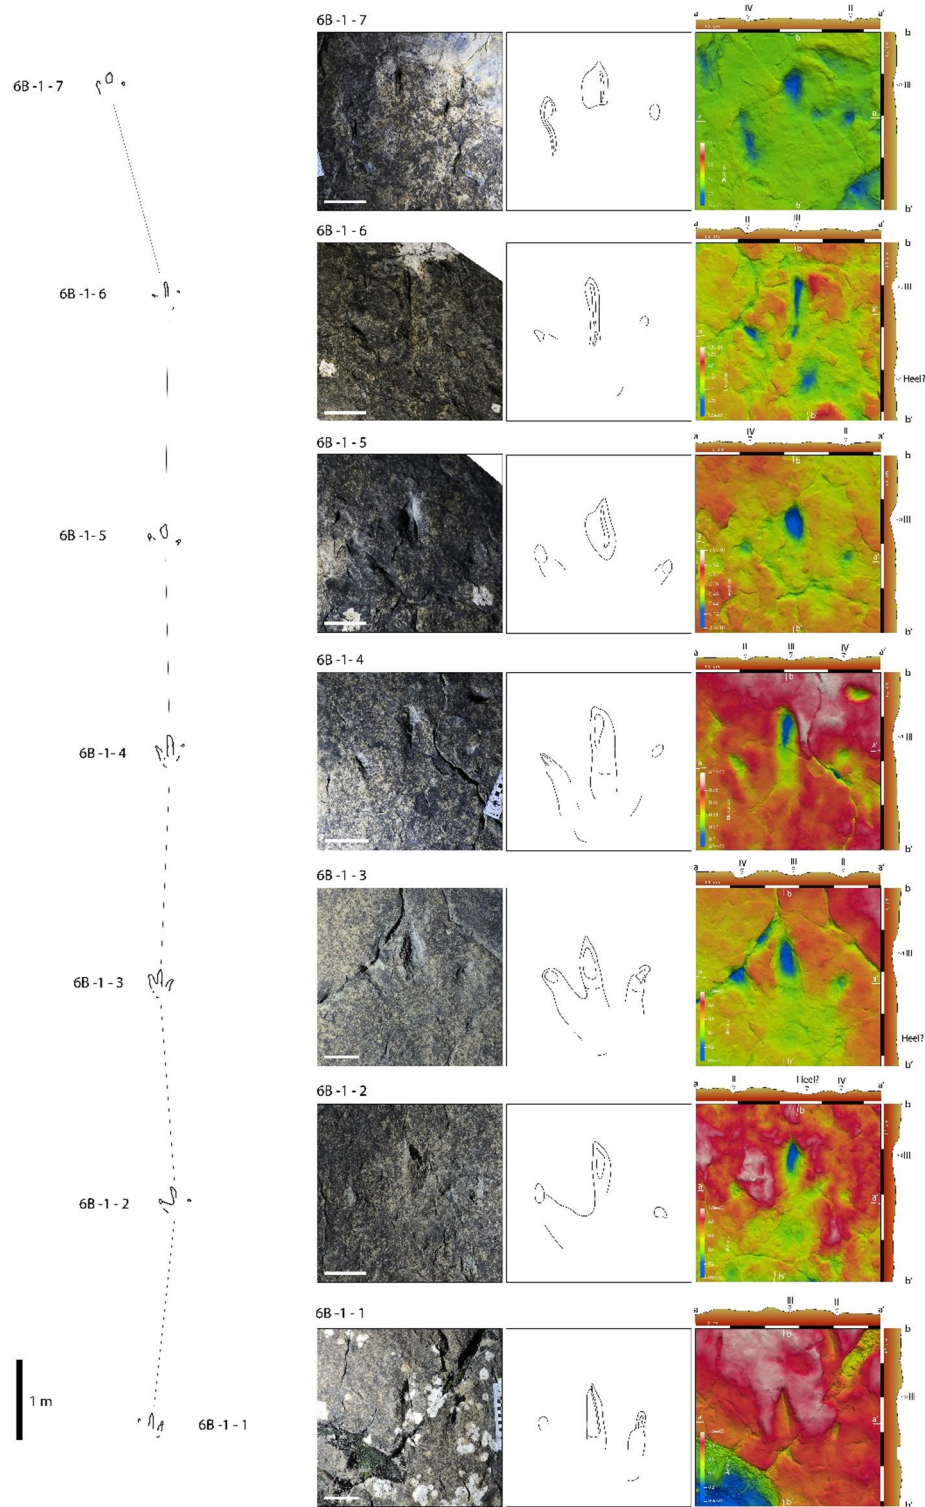 6B-1-7
6B-1-7
a IV II a'
b
b
III
a'
b'
b'
6B-1-6
6B-1-6
a II III a'
b
b
III
a'
a
Heel?
b'
b'
6B-1-5
6B-1-5
a IV II a'
b
b
III
a'
b'
b'
6B-1-4
6B-1-4
a II III IV a'
b
b
III
a'
b'
b'
6B-1-3
6B-1-3
a IV III II a'
b
b
III
a'
Heel?
b'
b'
6B-1-2
6B-1-2
a II Heel? IV a'
b
b
III
a'
b'
b'
6B-1-1
6B-1-1
a III II a'
b
b
III
a'
b'
b'
1 m